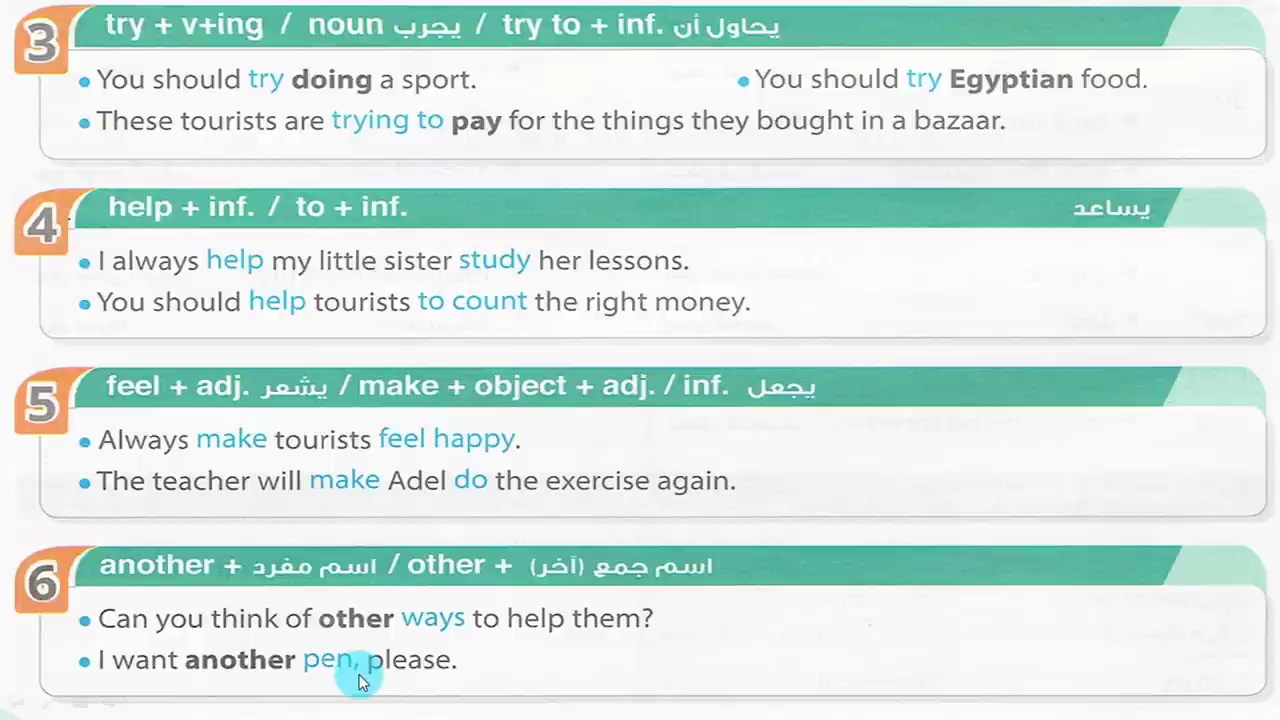 3 try + v+ing / noun يجرب / try to + inf. يحاول أن
• You should try doing a sport. • You should try Egyptian food.
• These tourists are trying to pay for the things they bought in a bazaar.
4 help + inf. / to + inf. يساعد
• I always help my little sister study her lessons.
• You should help tourists to count the right money.
5 feel + adj. يشعر / make + object + adj. / inf. يجعل
• Always make tourists feel happy.
• The teacher will make Adel do the exercise again.
6 another + اسم مفرد / other + اسم جمع (آخر)
• Can you think of other ways to help them?
• I want another pen, please.